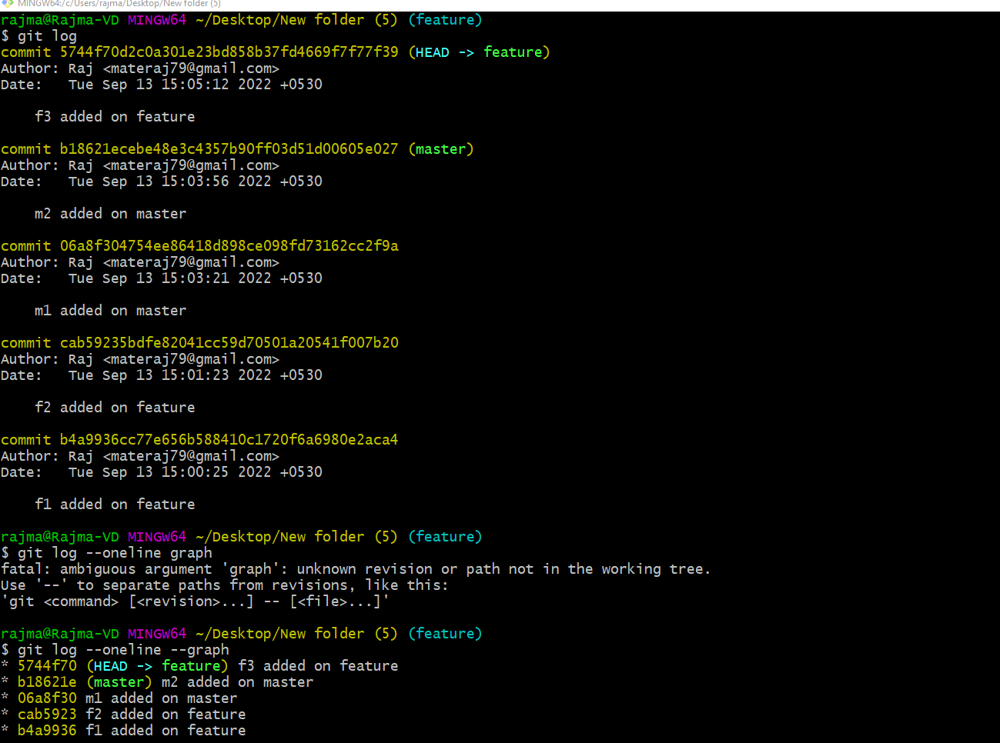 MINGW64:/c/Users/rajma/Desktop/New folder (5)
rajma@Rajma-VD MINGW64 ~/Desktop/New folder (5) (feature)
$ git log
commit 5744f70d2c0a301e23bd858b37fd4669f7f77f39 (HEAD -> feature)
Author: Raj <materaj79@gmail.com>
Date:   Tue Sep 13 15:05:12 2022 +0530
    f3 added on feature
commit b18621ecebe48e3c4357b90ff03d51d00605e027 (master)
Author: Raj <materaj79@gmail.com>
Date:   Tue Sep 13 15:03:56 2022 +0530
    m2 added on master
commit 06a8f304754ee86418d898ce098fd73162cc2f9a
Author: Raj <materaj79@gmail.com>
Date:   Tue Sep 13 15:03:21 2022 +0530
    m1 added on master
commit cab59235bdfe82041cc59d70501a20541f007b20
Author: Raj <materaj79@gmail.com>
Date:   Tue Sep 13 15:01:23 2022 +0530
    f2 added on feature
commit b4a9936cc77e656b588410c1720f6a6980e2aca4
Author: Raj <materaj79@gmail.com>
Date:   Tue Sep 13 15:00:25 2022 +0530
    f1 added on feature
rajma@Rajma-VD MINGW64 ~/Desktop/New folder (5) (feature)
$ git log --oneline graph
fatal: ambiguous argument 'graph': unknown revision or path not in the working tree.
Use '--' to separate paths from revisions, like this:
'git <command> [<revision>...] -- [<file>...]'
rajma@Rajma-VD MINGW64 ~/Desktop/New folder (5) (feature)
$ git log --oneline --graph
* 5744f70 (HEAD -> feature) f3 added on feature
* b18621e (master) m2 added on master
* 06a8f30 m1 added on master
* cab5923 f2 added on feature
* b4a9936 f1 added on feature